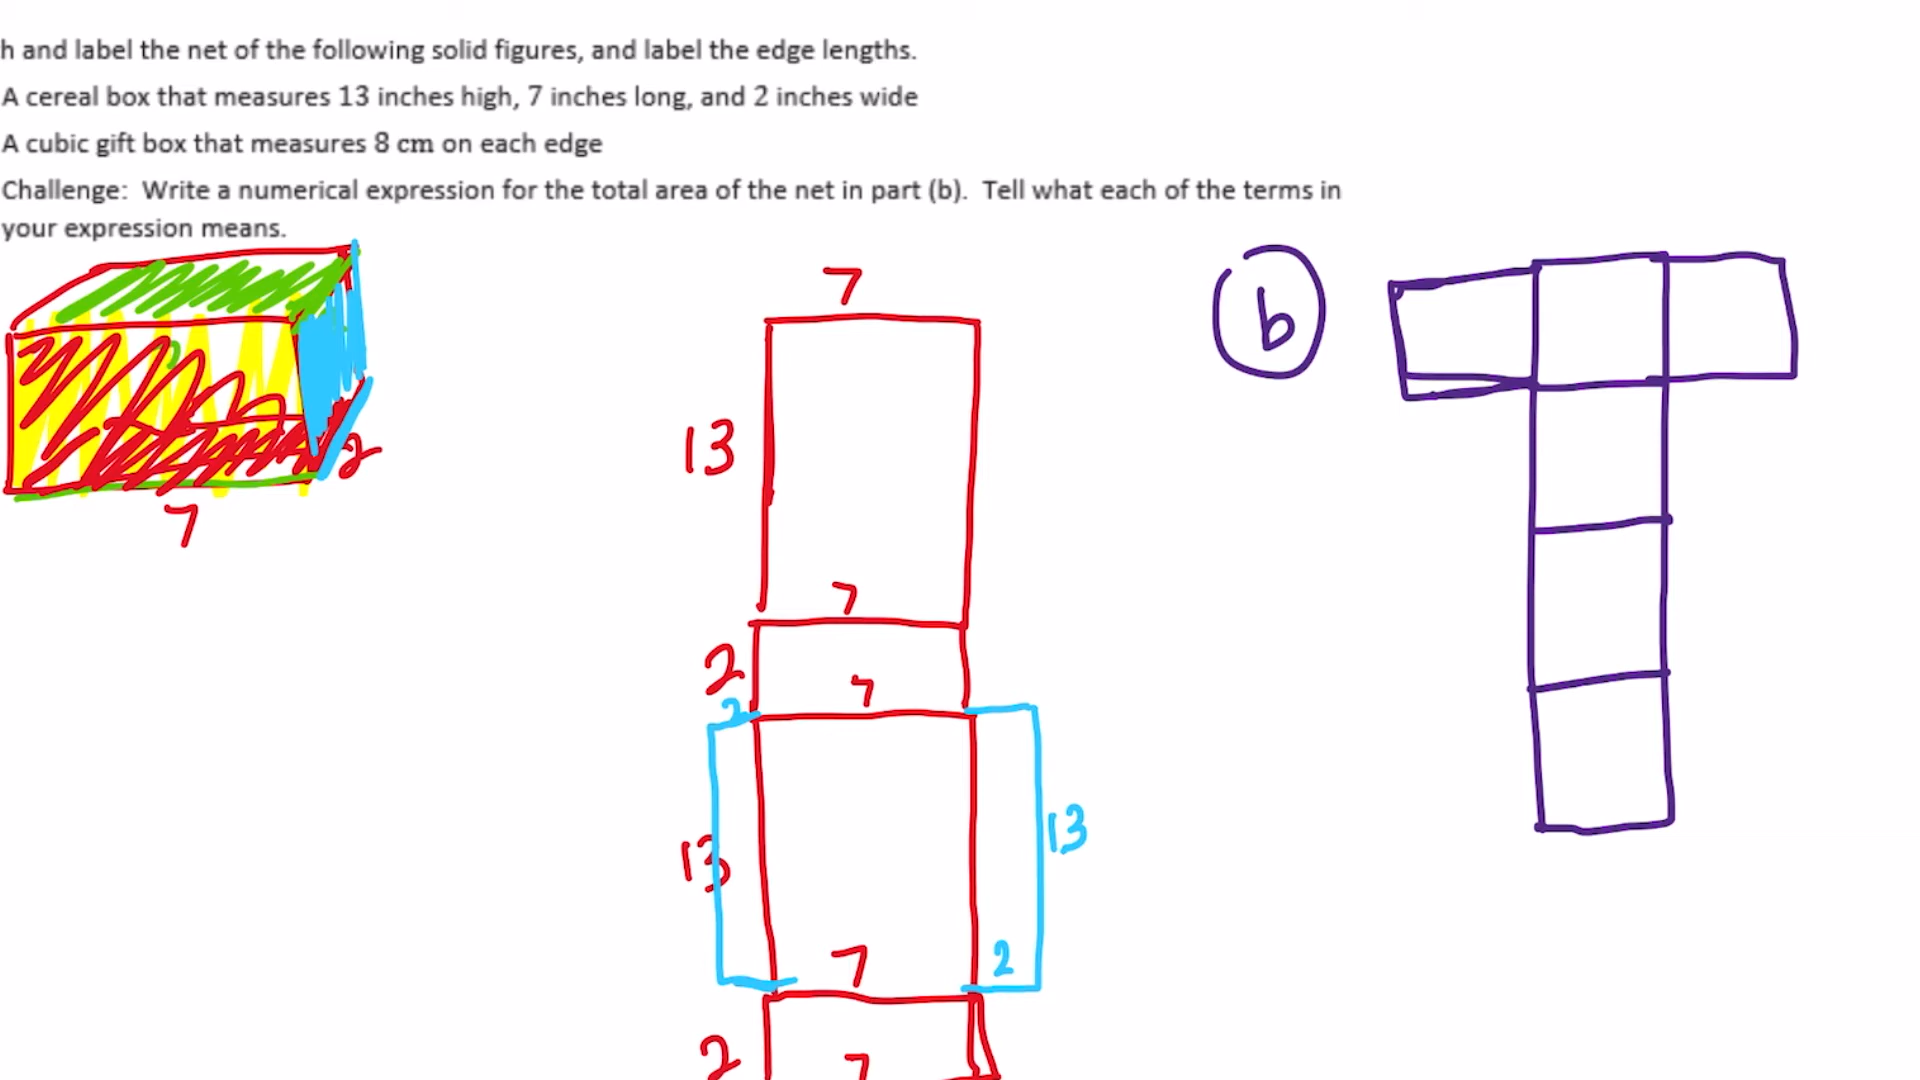 h and label the net of the following solid figures, and label the edge lengths.
A cereal box that measures 13 inches high, 7 inches long, and 2 inches wide
A cubic gift box that measures 8 cm on each edge
Challenge: Write a numerical expression for the total area of the net in part (b). Tell what each of the terms in
your expression means.
7
b
13
2
7
7
2
7
2
13
13
7
2
2
7